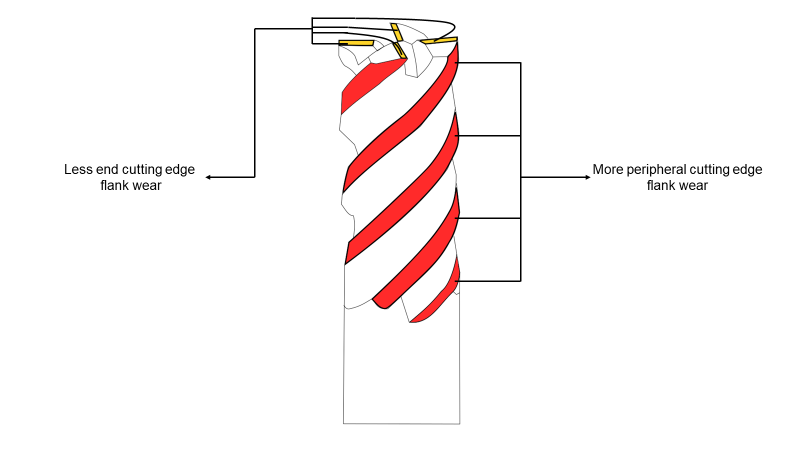 Less end cutting edge
flank wear
More peripheral cutting edge
flank wear